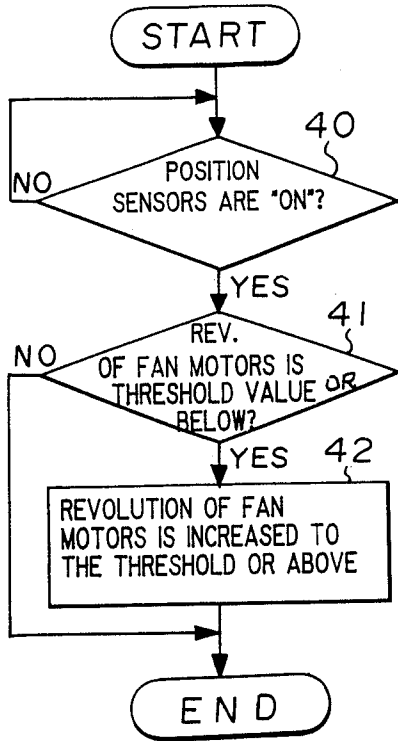 START
40
NO
POSITION
SENSORS ARE "ON"?
YES
41
NO
REV.
OF FAN MOTORS IS
THRESHOLD VALUE OR
BELOW?
YES
42
REVOLUTION OF FAN
MOTORS IS INCREASED TO
THE THRESHOLD OR ABOVE
END